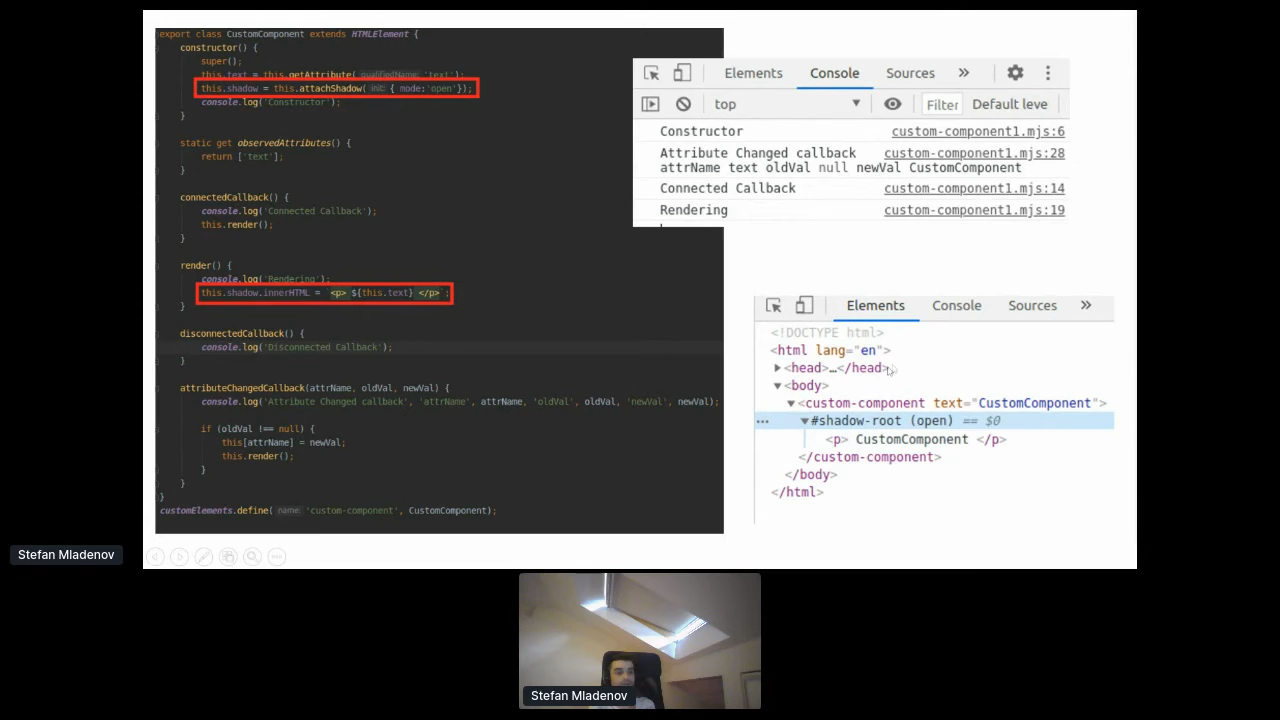 export class CustomComponent extends HTMLElement {
constructor() {
super();
this.text = this.getAttribute( qualifiedName: 'text');
this.shadow = this.attachShadow( init: { mode:'open'});
console.log('Constructor');
}
static get observedAttributes() {
return ['text'];
}
connectedCallback() {
console.log('Connected Callback');
this.render();
}
render() {
console.log('Rendering');
this.shadow.innerHTML = `<p> ${this.text} </p>`;
}
disconnectedCallback() {
console.log('Disconnected Callback');
}
attributeChangedCallback(attrName, oldVal, newVal) {
console.log('Attribute Changed callback', 'attrName', attrName, 'oldVal', oldVal, 'newVal', newVal);
if (oldVal !== null) {
this[attrName] = newVal;
this.render();
}
}
}
customElements.define( name: 'custom-component', CustomComponent);
Elements Console Sources »
top Filter Default leve
Constructor custom-component1.mjs:6
Attribute Changed callback custom-component1.mjs:28
attrName text oldVal null newVal CustomComponent
Connected Callback custom-component1.mjs:14
Rendering custom-component1.mjs:19
Elements Console Sources »
<!DOCTYPE html>
<html lang="en">
<head>…</head>
<body>
<custom-component text="CustomComponent">
#shadow-root (open) == $0
<p> CustomComponent </p>
</custom-component>
</body>
</html>
Stefan Mladenov
Stefan Mladenov